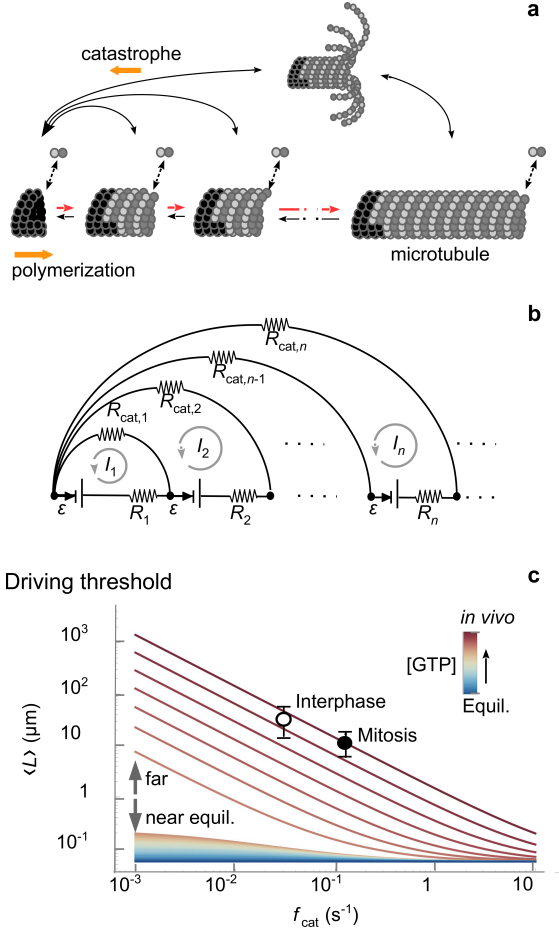 a
catastrophe
polymerization
microtubule
b
R_cat,n
R_cat,n-1
R_cat,1
R_cat,2
I_1
I_2
I_n
. . . .
. . . .
. . . .
. . . .
ε
R_1
ε
R_2
ε
R_n
Driving threshold
c
in vivo
[GTP]
Equil.
10^3
10^2
10
1
10^-1
⟨L⟩ (μm)
Interphase
Mitosis
far
near equil.
10^-3
10^-2
10^-1
1
10
f_cat (s^-1)